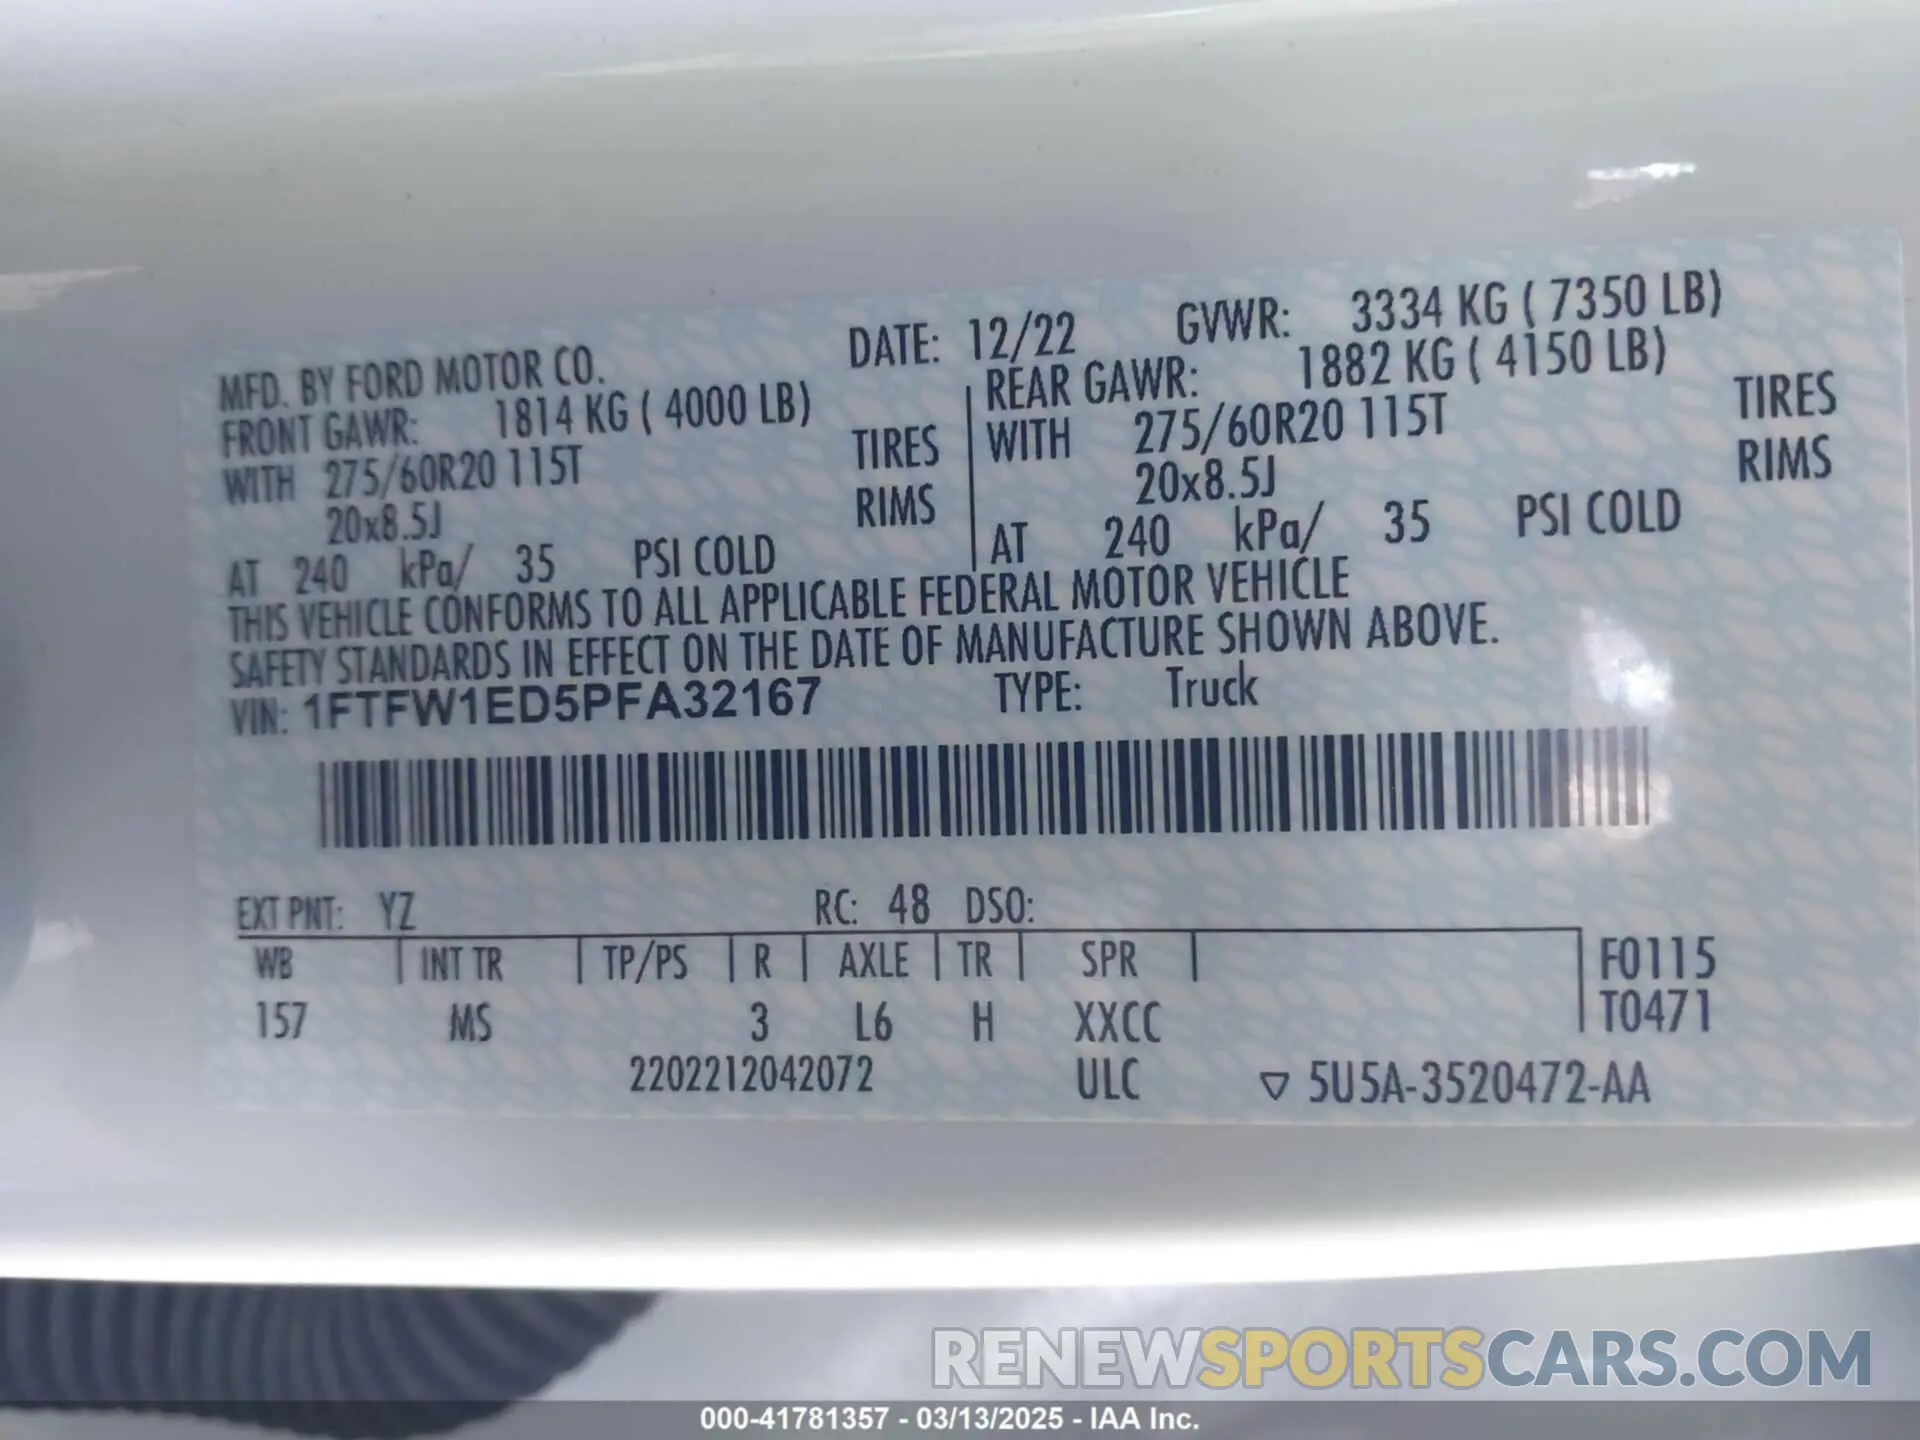 MFD. BY FORD MOTOR CO. DATE: 12/22 GVWR: 3334 KG ( 7350 LB)
FRONT GAWR: 1814 KG ( 4000 LB) REAR GAWR: 1882 KG ( 4150 LB)
WITH 275/60R20 115T TIRES WITH 275/60R20 115T TIRES
20x8.5J RIMS 20x8.5J RIMS
AT 240 kPa/ 35 PSI COLD AT 240 kPa/ 35 PSI COLD
THIS VEHICLE CONFORMS TO ALL APPLICABLE FEDERAL MOTOR VEHICLE
SAFETY STANDARDS IN EFFECT ON THE DATE OF MANUFACTURE SHOWN ABOVE.
VIN: 1FTFW1ED5PFA32167 TYPE: Truck
EXT PNT: YZ RC: 48 DSO:
WB INT TR TP/PS R AXLE TR SPR F0115
157 MS 3 L6 H XXCC T0471
2202212042072 ULC ▽ 5U5A-3520472-AA
RENEWSPORTSCARS.COM
000-41781357 - 03/13/2025 - IAA Inc.